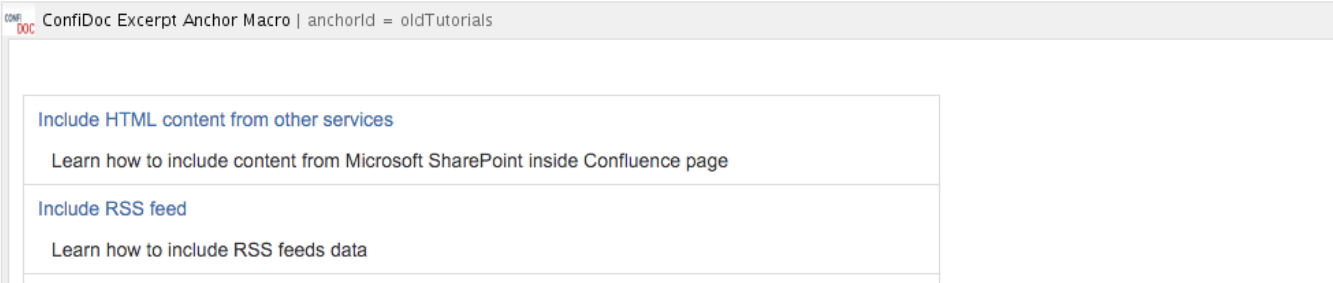 CONFI DOC ConfiDoc Excerpt Anchor Macro | anchorId = oldTutorials
Include HTML content from other services
Learn how to include content from Microsoft SharePoint inside Confluence page
Include RSS feed
Learn how to include RSS feeds data